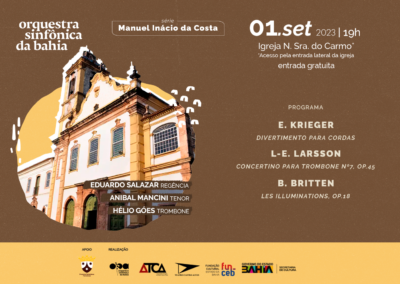 orquestra
sinfônica
da bahia
série
Manuel Inácio da Costa
01.set 2023 | 19h
Igreja N. Sra. do Carmo*
*Acesso pela entrada lateral da igreja
entrada gratuita
PROGRAMA
E. KRIEGER
DIVERTIMENTO PARA CORDAS
L-E. LARSSON
CONCERTINO PARA TROMBONE Nº7, OP.45
B. BRITTEN
LES ILLUMINATIONS, OP.18
EDUARDO SALAZAR REGÊNCIA
ANIBAL MANCINI TENOR
HÉLIO GÓES TROMBONE
APOIO
REALIZAÇÃO
ATCA
funceb
BAHIA